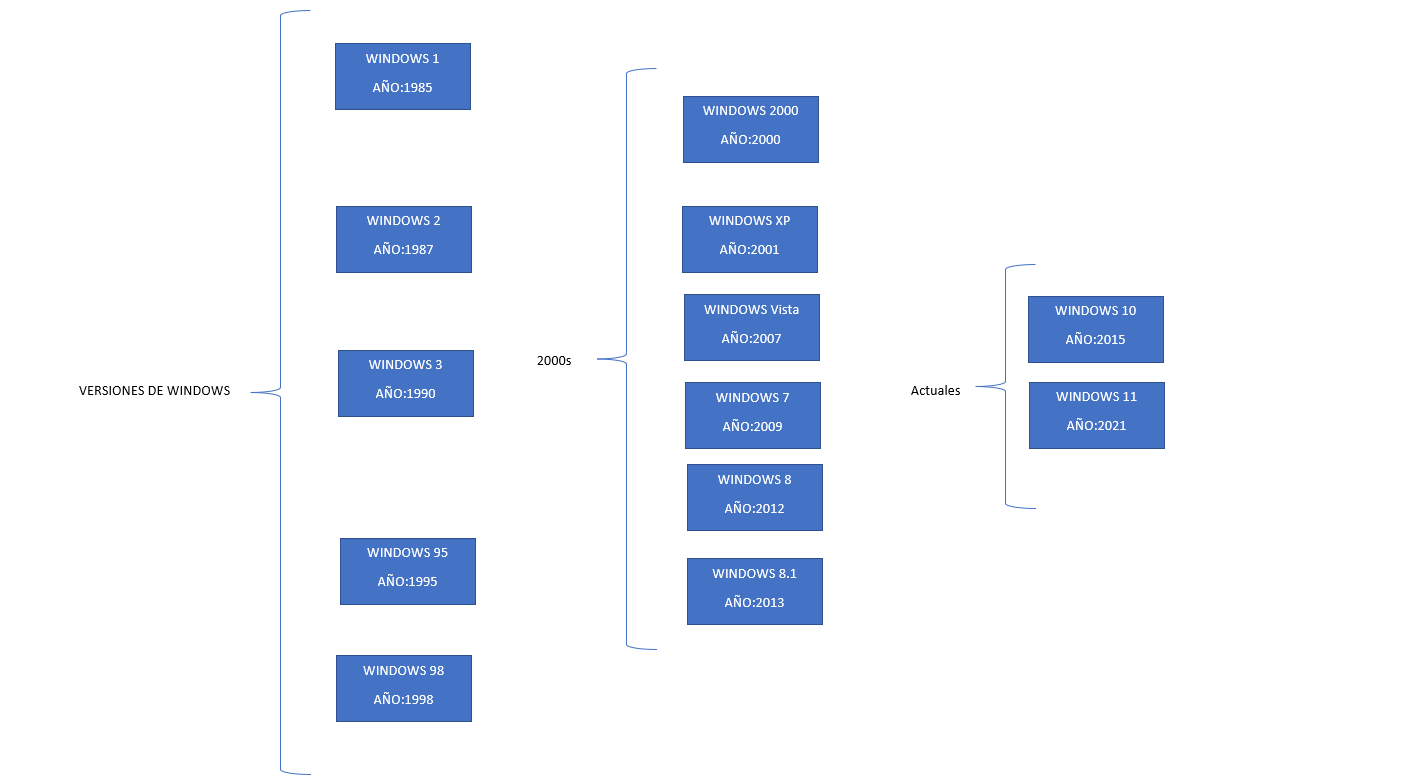 VERSIONES DE WINDOWS
WINDOWS 1
AÑO:1985
WINDOWS 2
AÑO:1987
WINDOWS 3
AÑO:1990
WINDOWS 95
AÑO:1995
WINDOWS 98
AÑO:1998
2000s
WINDOWS 2000
AÑO:2000
WINDOWS XP
AÑO:2001
WINDOWS Vista
AÑO:2007
WINDOWS 7
AÑO:2009
WINDOWS 8
AÑO:2012
WINDOWS 8.1
AÑO:2013
Actuales
WINDOWS 10
AÑO:2015
WINDOWS 11
AÑO:2021